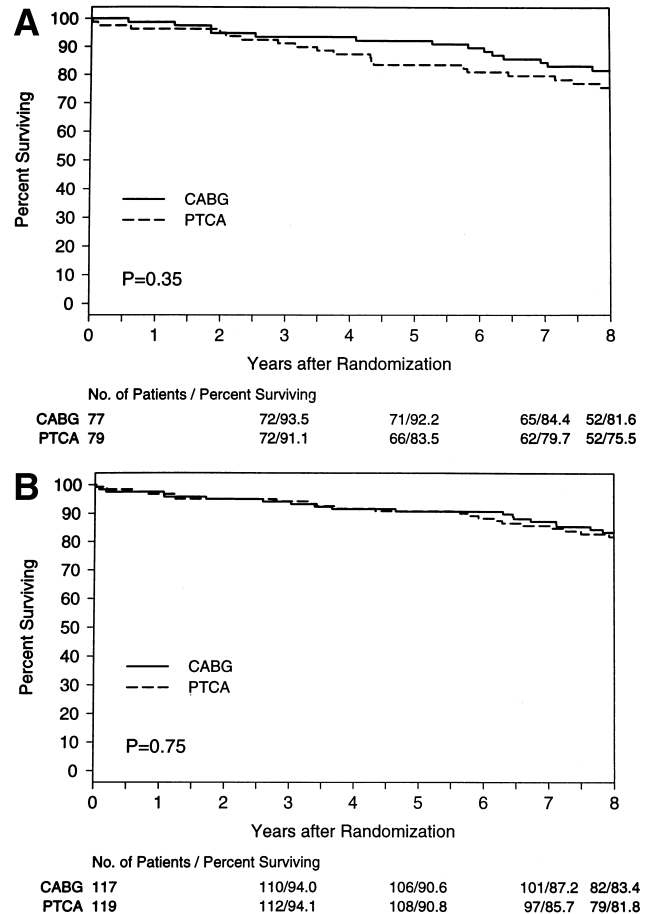 A
100
90
80
70
60
50
40
30
20
10
0
Percent Surviving
CABG
PTCA
P=0.35
0 1 2 3 4 5 6 7 8
Years after Randomization
No. of Patients / Percent Surviving
CABG 77 72/93.5 71/92.2 65/84.4 52/81.6
PTCA 79 72/91.1 66/83.5 62/79.7 52/75.5
B
100
90
80
70
60
50
40
30
20
10
0
Percent Surviving
CABG
PTCA
P=0.75
0 1 2 3 4 5 6 7 8
Years after Randomization
No. of Patients / Percent Surviving
CABG 117 110/94.0 106/90.6 101/87.2 82/83.4
PTCA 119 112/94.1 108/90.8 97/85.7 79/81.8